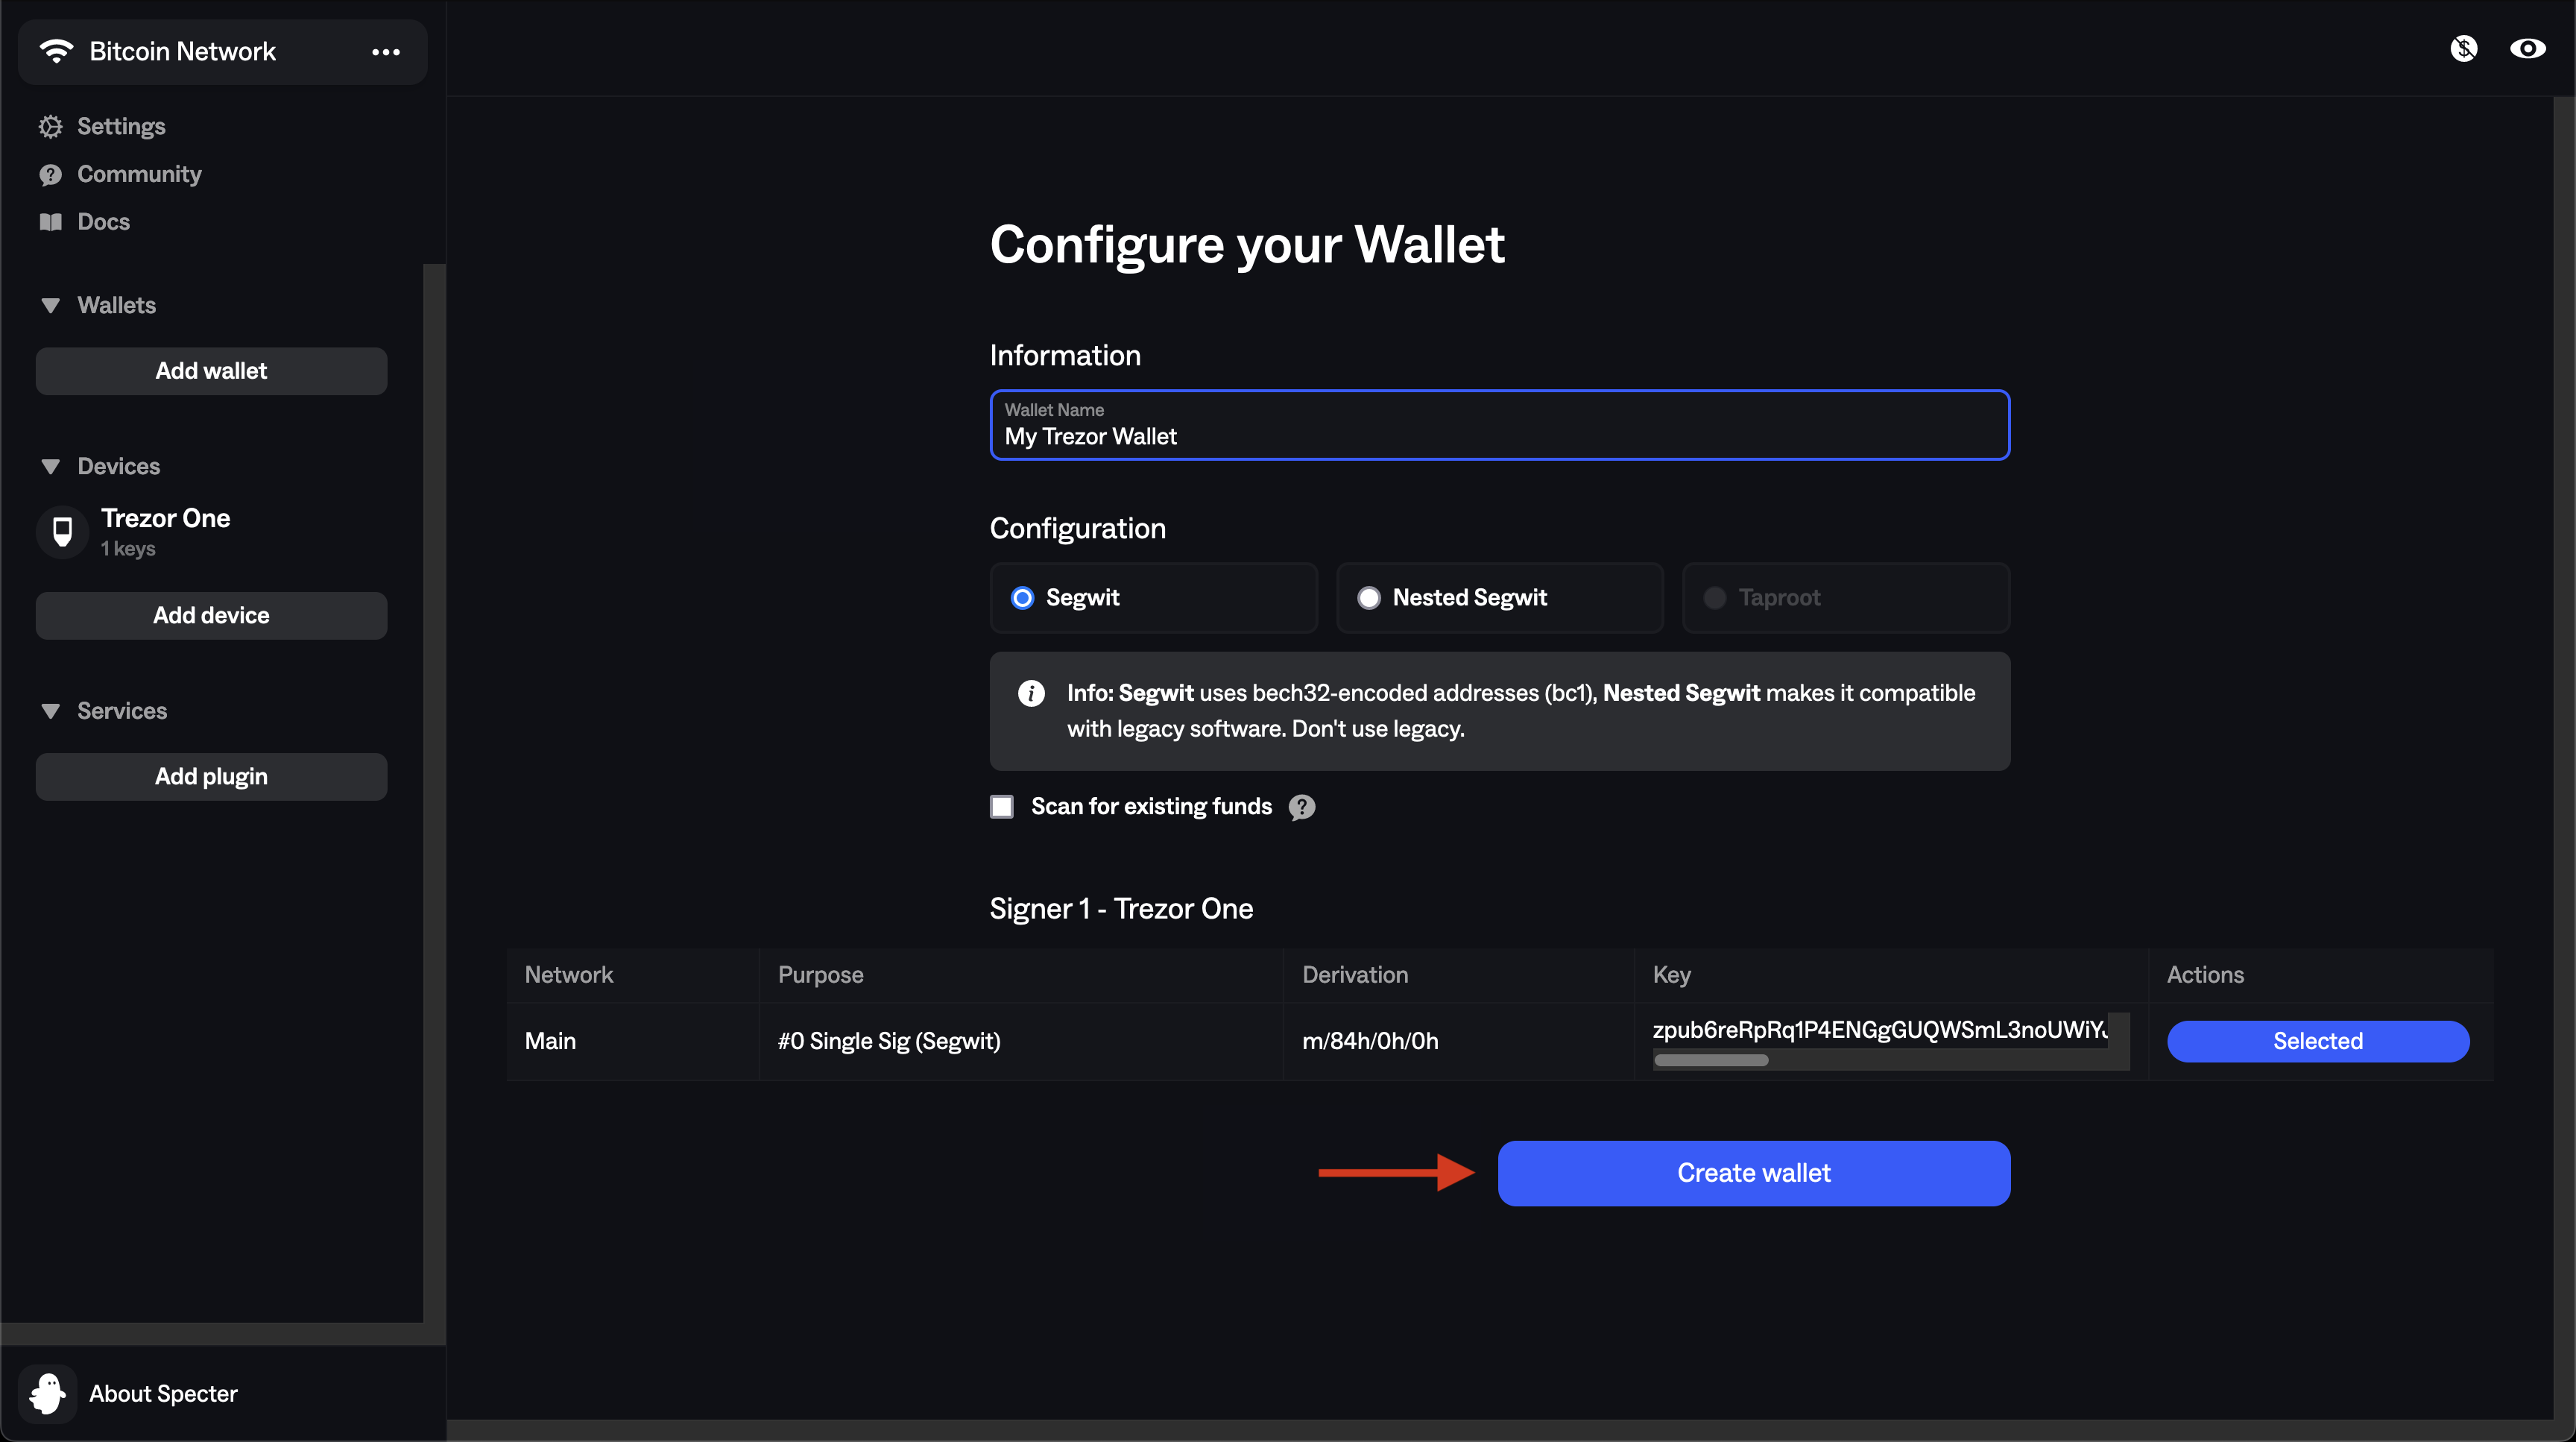 Bitcoin Network
Settings
Community
Docs
Wallets
Add wallet
Devices
Trezor One
1 keys
Add device
Services
Add plugin
About Specter
Configure your Wallet
Information
Wallet Name
My Trezor Wallet
Configuration
Segwit
Nested Segwit
Taproot
Info: Segwit uses bech32-encoded addresses (bc1), Nested Segwit makes it compatible
with legacy software. Don't use legacy.
Scan for existing funds
Signer 1 - Trezor One
Network Purpose Derivation Key Actions
Main #0 Single Sig (Segwit) m/84h/0h/0h zpub6reRpRq1P4ENGgGUQWSmL3noUWiYJ Selected
Create wallet